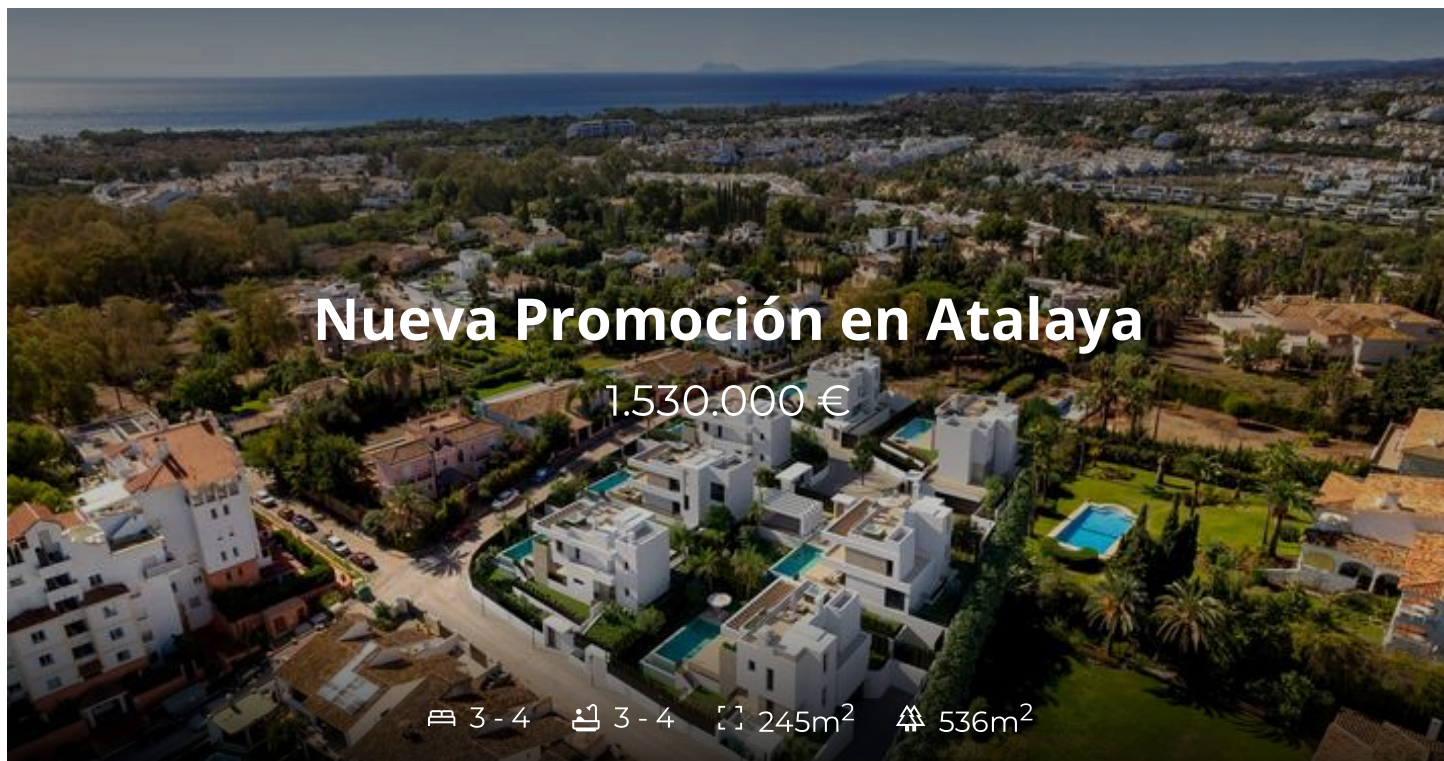 Nueva Promoción en Atalaya
1.530.000 €
3 - 4 3 - 4 245m² 536m²